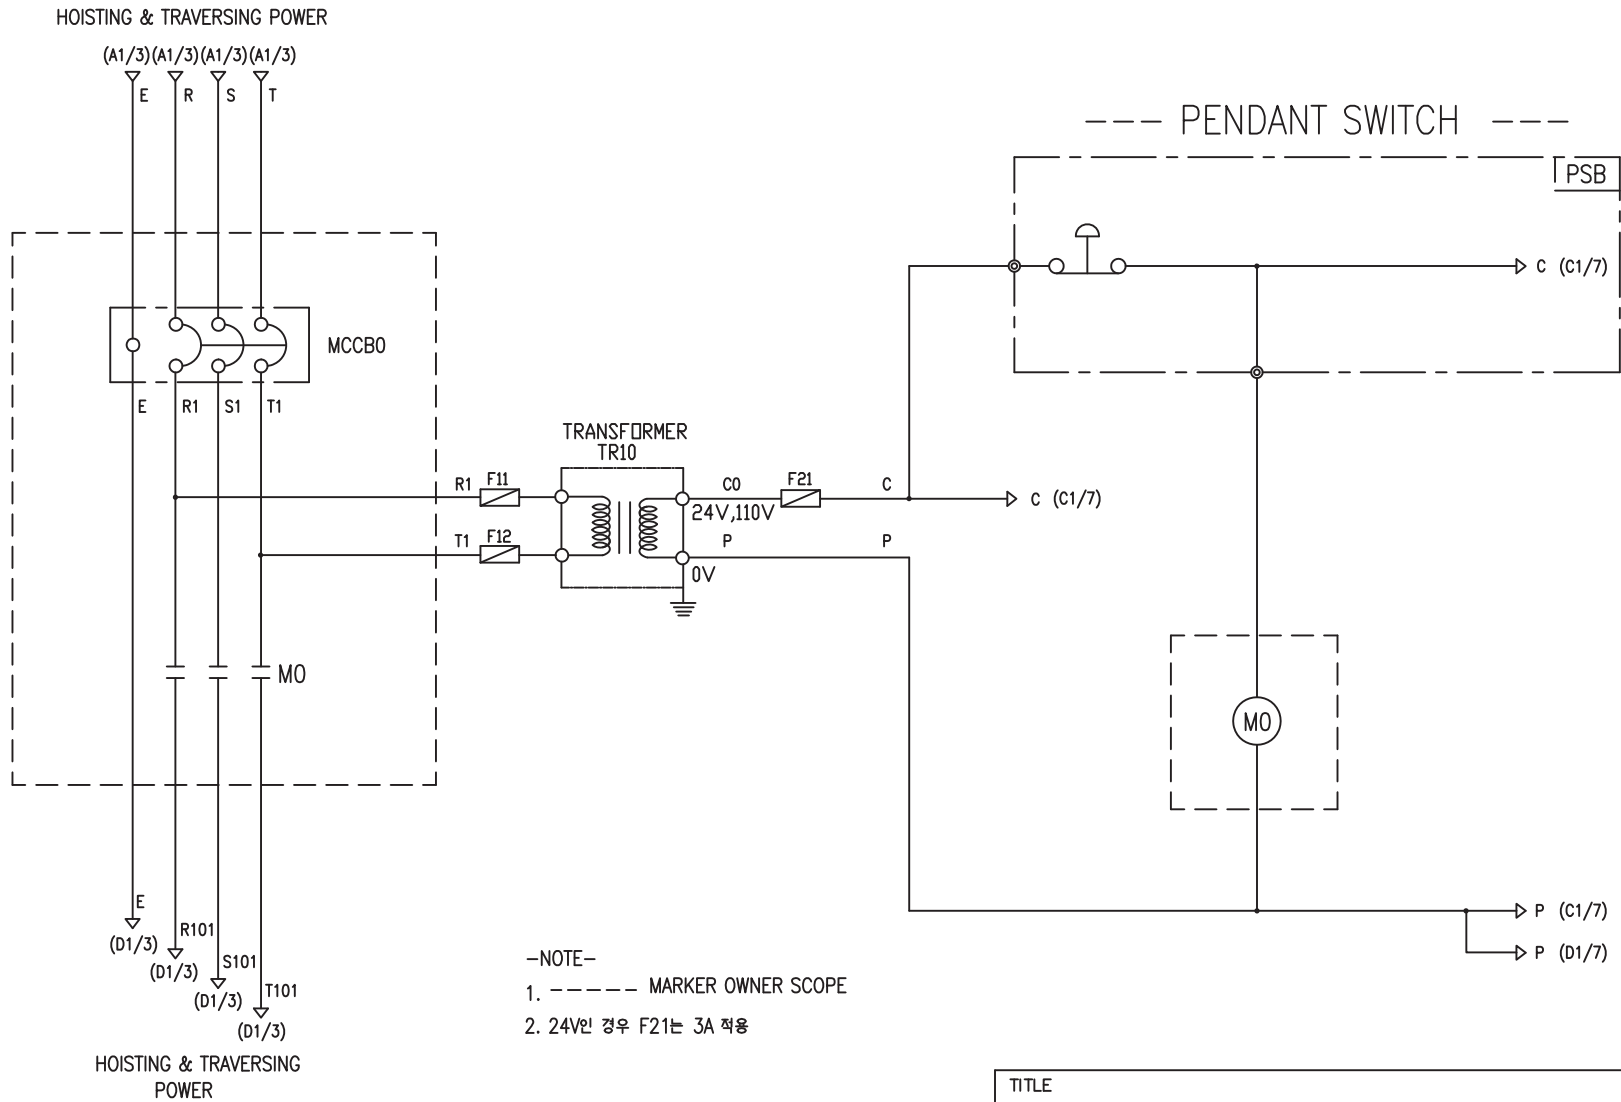 HOISTING & TRAVERSING POWER
(A1/3) (A1/3) (A1/3) (A1/3)
E R S T
--- PENDANT SWITCH ---
PSB
C (C1/7)
MCCB0
E R1 S1 T1
TRANSFORMER
TR10
R1 F11
C0 F21 C
C (C1/7)
24V,110V
T1 F12
P P
0V
M0
M0
E
(D1/3)
R101
(D1/3)
S101
(D1/3)
T101
(D1/3)
P (C1/7)
P (D1/7)
HOISTING & TRAVERSING
POWER
-NOTE-
1. ------ MARKER OWNER SCOPE
2. 24V인 경우 F21는 3A 적용
TITLE